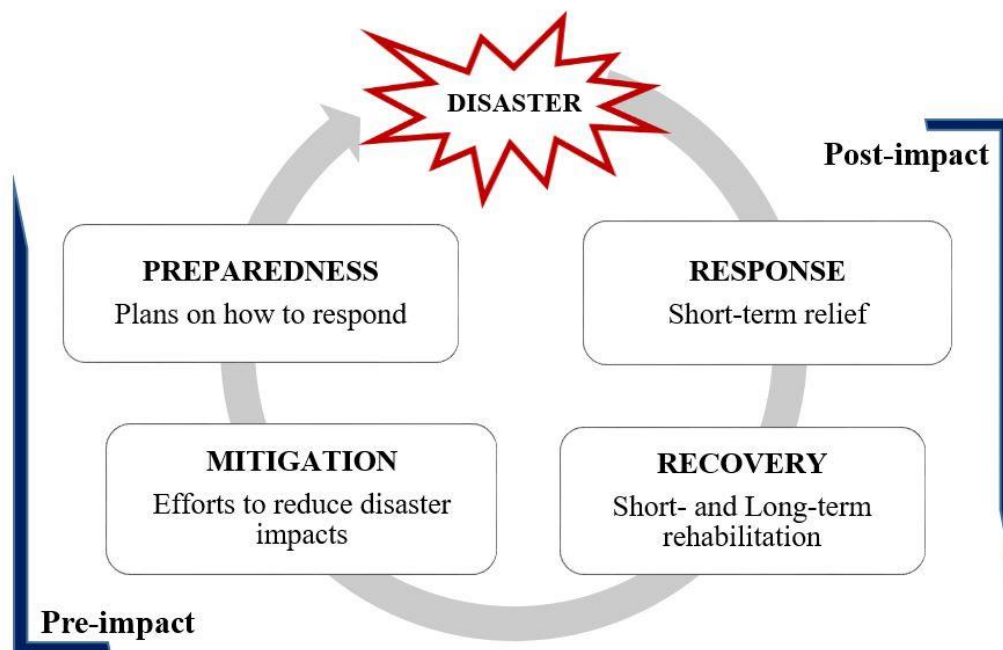 DISASTER
Post-impact
PREPAREDNESS
Plans on how to respond
RESPONSE
Short-term relief
MITIGATION
Efforts to reduce disaster
impacts
RECOVERY
Short- and Long-term
rehabilitation
Pre-impact